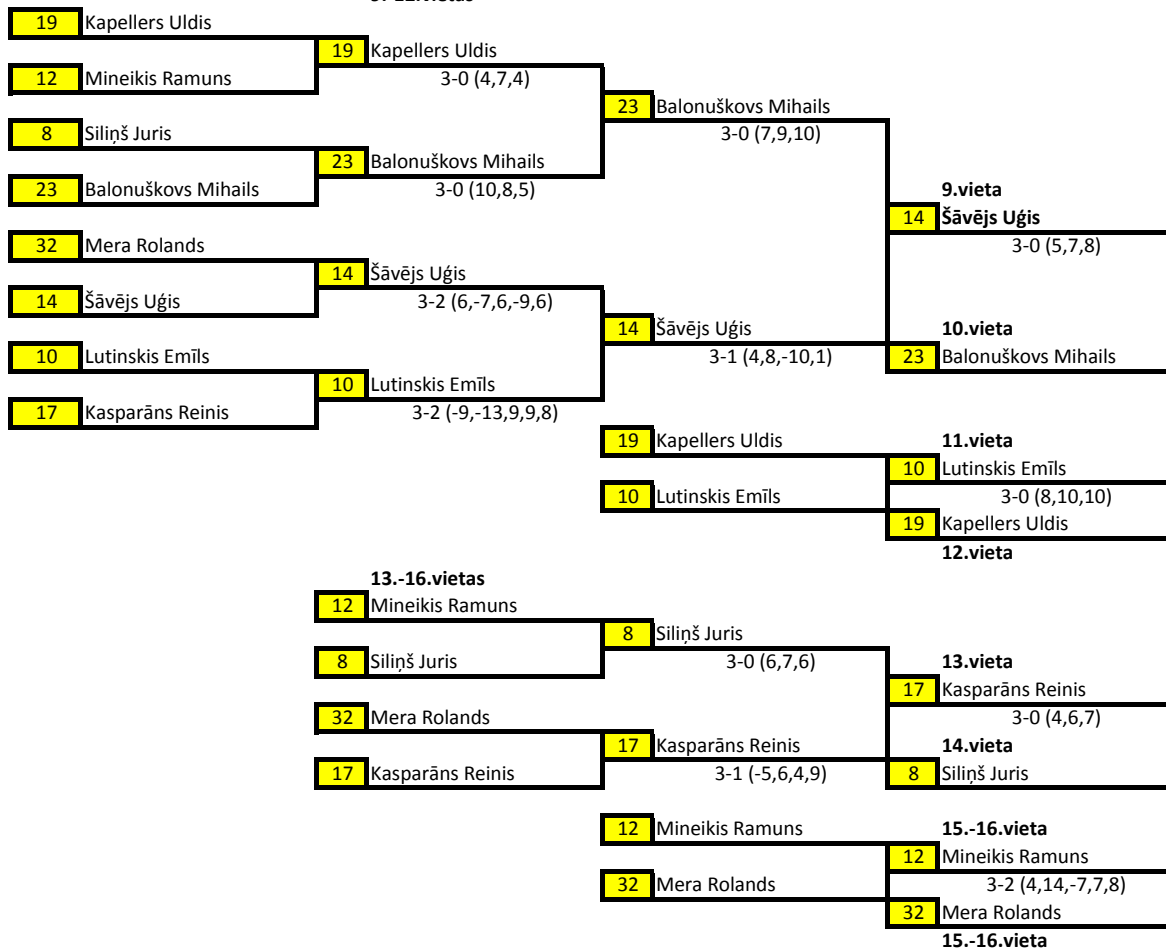 19 Kapellers Uldis
19 Kapellers Uldis
12 Mineikis Ramuns 3-0 (4,7,4)
23 Balonuškovs Mihails
8 Siliņš Juris 3-0 (7,9,10)
23 Balonuškovs Mihails
23 Balonuškovs Mihails 3-0 (10,8,5) 9.vieta
14 Šāvējs Uģis
32 Mera Rolands 3-0 (5,7,8)
14 Šāvējs Uģis
14 Šāvējs Uģis 3-2 (6,-7,6,-9,6)
14 Šāvējs Uģis 10.vieta
10 Lutinskis Emīls 3-1 (4,8,-10,1) 23 Balonuškovs Mihails
10 Lutinskis Emīls
17 Kasparāns Reinis 3-2 (-9,-13,9,9,8)
19 Kapellers Uldis 11.vieta
10 Lutinskis Emīls
10 Lutinskis Emīls 3-0 (8,10,10)
19 Kapellers Uldis
12.vieta
13.-16.vietas
12 Mineikis Ramuns
8 Siliņš Juris
8 Siliņš Juris 3-0 (6,7,6) 13.vieta
17 Kasparāns Reinis
32 Mera Rolands 3-0 (4,6,7)
17 Kasparāns Reinis 14.vieta
17 Kasparāns Reinis 3-1 (-5,6,4,9) 8 Siliņš Juris
12 Mineikis Ramuns 15.-16.vieta
12 Mineikis Ramuns
32 Mera Rolands 3-2 (4,14,-7,7,8)
32 Mera Rolands
15.-16.vieta